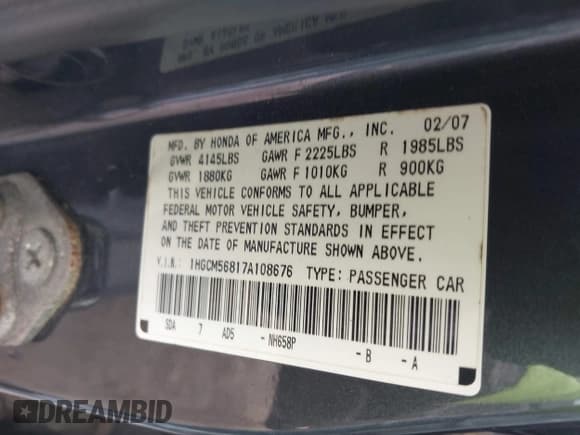 MFD. BY HONDA OF AMERICA MFG., INC. 02/07
GVWR 4145LBS GAWR F 2225LBS R 1985LBS
GVWR 1880KG GAWR F 1010KG R 900KG
THIS VEHICLE CONFORMS TO ALL APPLICABLE
FEDERAL MOTOR VEHICLE SAFETY, BUMPER,
AND THEFT PREVENTION STANDARDS IN EFFECT
ON THE DATE OF MANUFACTURE SHOWN ABOVE.
V.I.N.: 1HGCM56817A108676 TYPE: PASSENGER CAR
SDA 7 AD5 -NH658P -B -A
DREAMBID